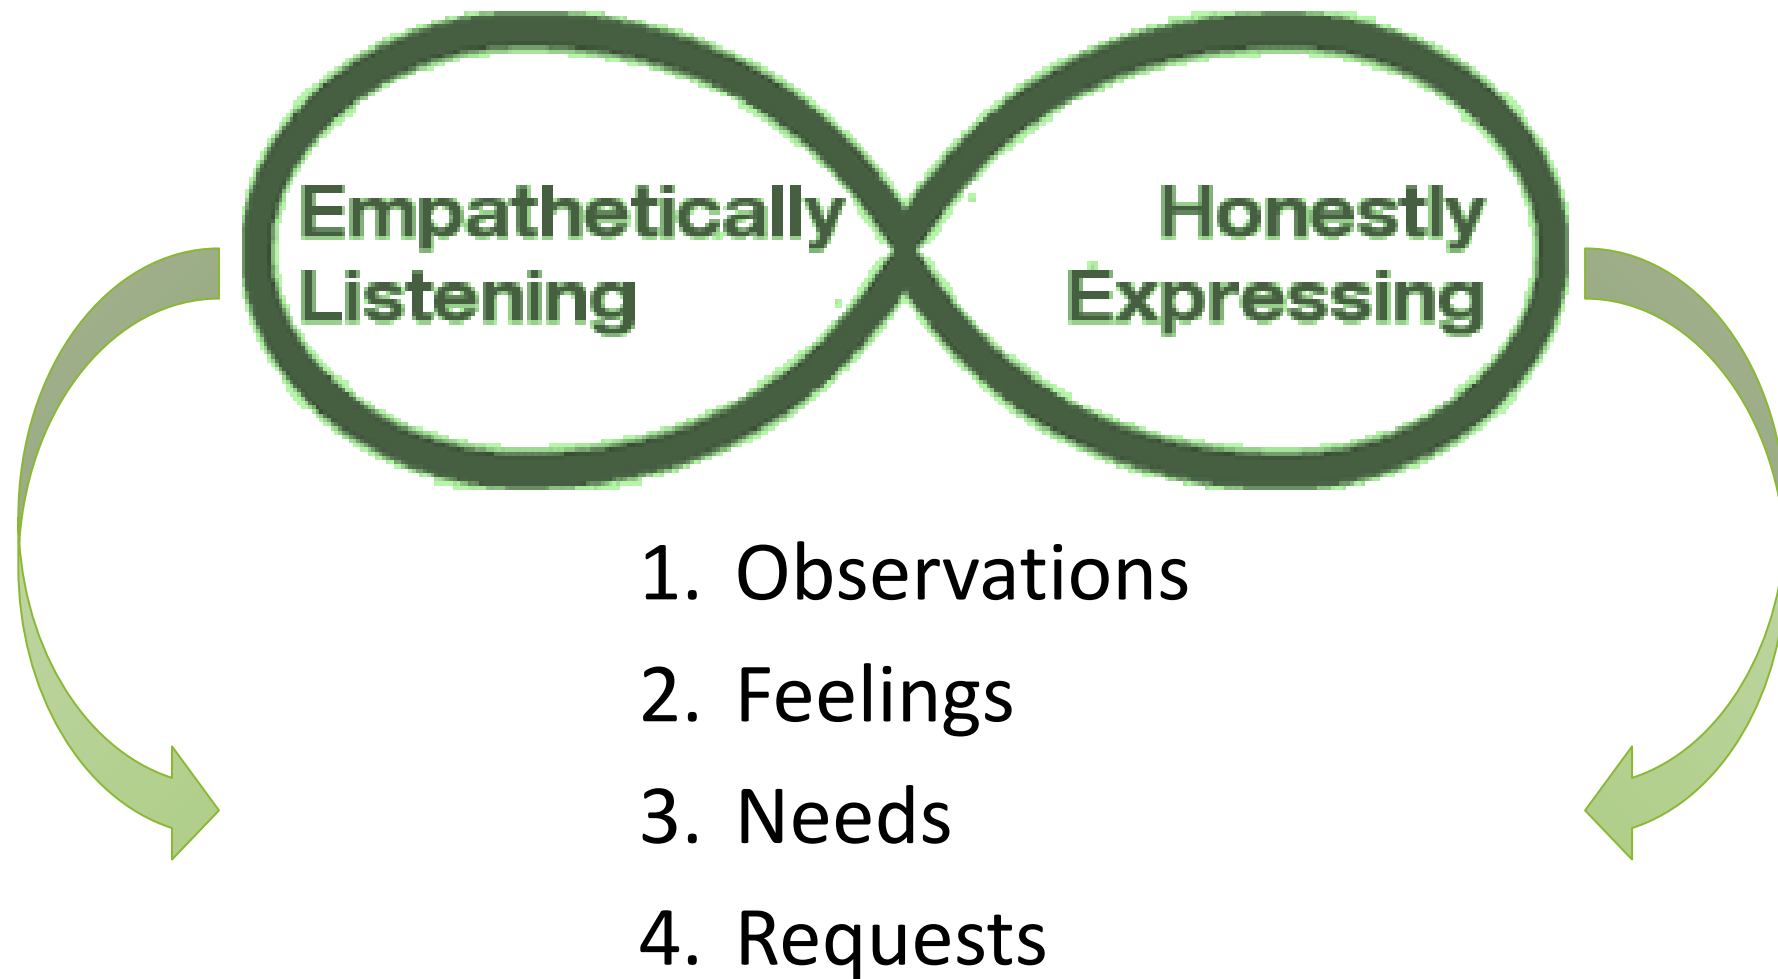 Empathetically
Listening
Honestly
Expressing
1. Observations
2. Feelings
3. Needs
4. Requests